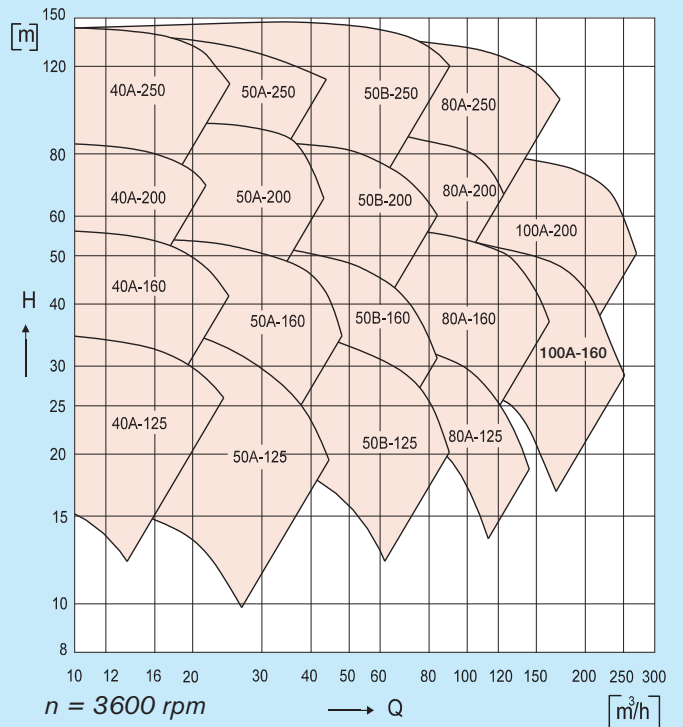 150
[m]
120
40A-250
50A-250
50B-250
80A-250
80
40A-200
50A-200
50B-200
80A-200
60
100A-200
50
40A-160
H
40
50A-160
50B-160
80A-160
100A-160
30
25
40A-125
50A-125
50B-125
80A-125
20
15
10
8
10 12 16 20 30 40 50 60 80 100 120 150 200 250 300
n = 3600 rpm
Q
[m³/h]